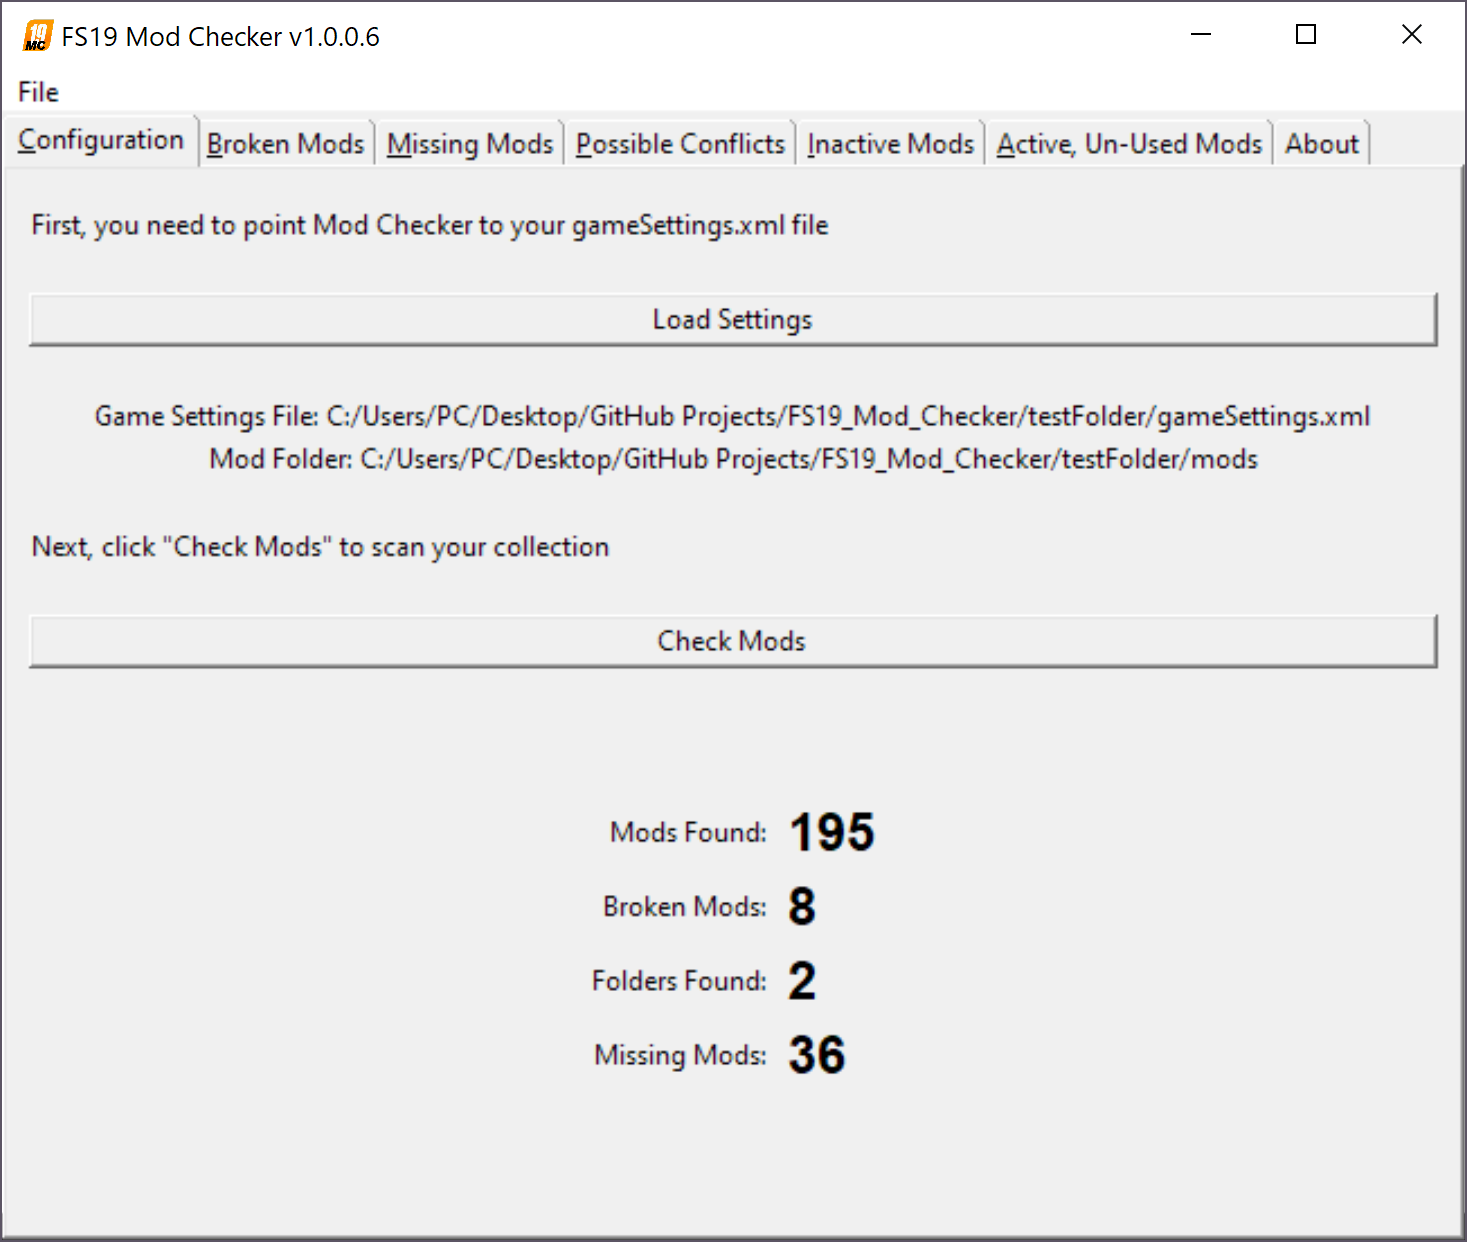 19
MC
FS19 Mod Checker v1.0.0.6
File
Configuration Broken Mods Missing Mods Possible Conflicts Inactive Mods Active, Un-Used Mods About
First, you need to point Mod Checker to your gameSettings.xml file
Load Settings
Game Settings File: C:/Users/PC/Desktop/GitHub Projects/FS19_Mod_Checker/testFolder/gameSettings.xml
Mod Folder: C:/Users/PC/Desktop/GitHub Projects/FS19_Mod_Checker/testFolder/mods
Next, click "Check Mods" to scan your collection
Check Mods
Mods Found: 195
Broken Mods: 8
Folders Found: 2
Missing Mods: 36